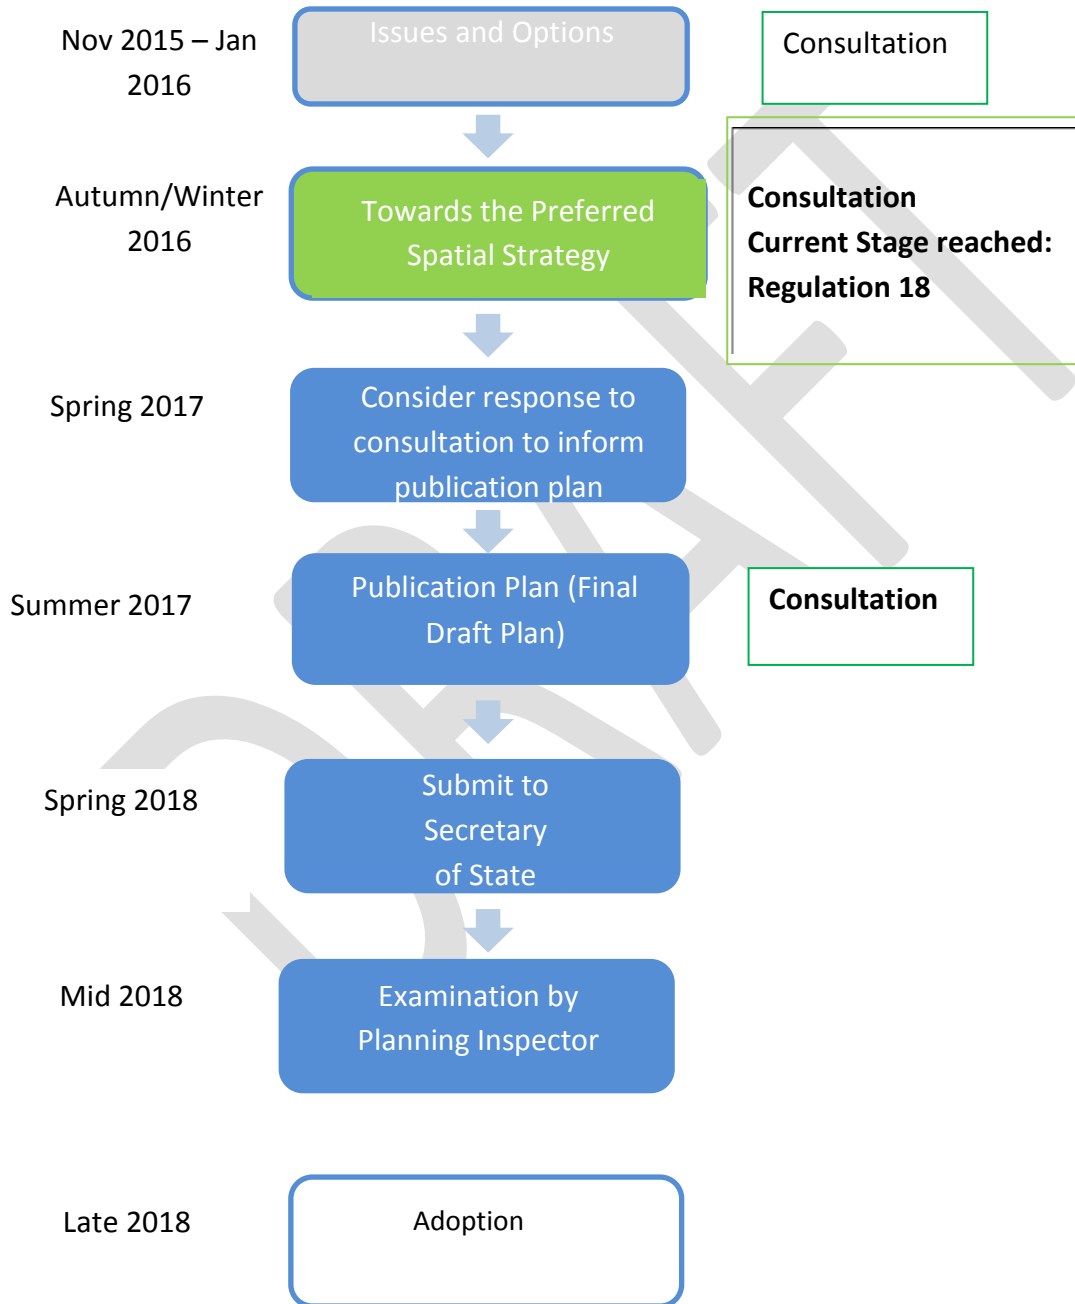 Nov 2015 – Jan
2016
Issues and Options
Consultation
Autumn/Winter
2016
Towards the Preferred
Spatial Strategy
Consultation
Current Stage reached:
Regulation 18
Spring 2017
Consider response to
consultation to inform
publication plan
Summer 2017
Publication Plan (Final
Draft Plan)
Consultation
Spring 2018
Submit to
Secretary
of State
Mid 2018
Examination by
Planning Inspector
Late 2018
Adoption
DRAFT